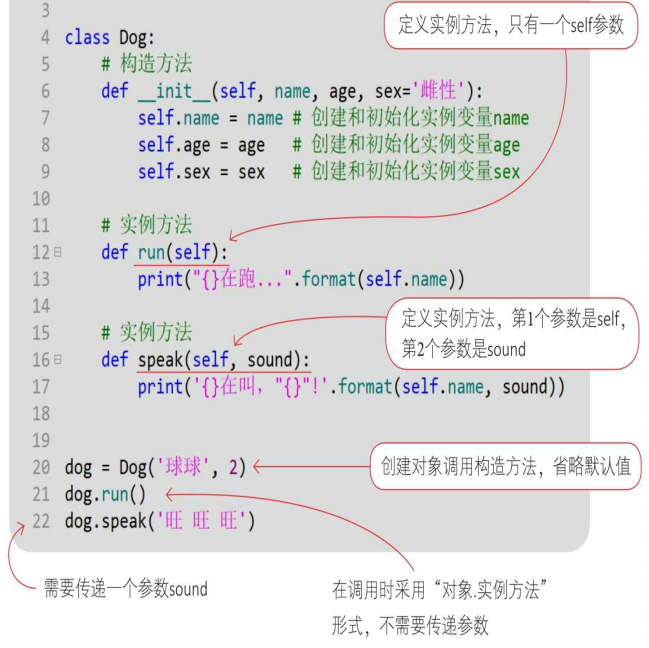 3
定义实例方法，只有一个self参数
4 class Dog:
5 # 构造方法
6 def __init__(self, name, age, sex='雌性'):
7 self.name = name # 创建和初始化实例变量name
8 self.age = age # 创建和初始化实例变量age
9 self.sex = sex # 创建和初始化实例变量sex
10
11 # 实例方法
12 def run(self):
13 print("{}在跑...".format(self.name))
14
15 # 实例方法
定义实例方法，第1个参数是self，
第2个参数是sound
16 def speak(self, sound):
17 print('{}在叫，"{}"!'.format(self.name, sound))
18
19
20 dog = Dog('球球', 2)
创建对象调用构造方法，省略默认值
21 dog.run()
22 dog.speak('旺 旺 旺')
需要传递一个参数sound
在调用时采用“对象.实例方法”
形式，不需要传递参数